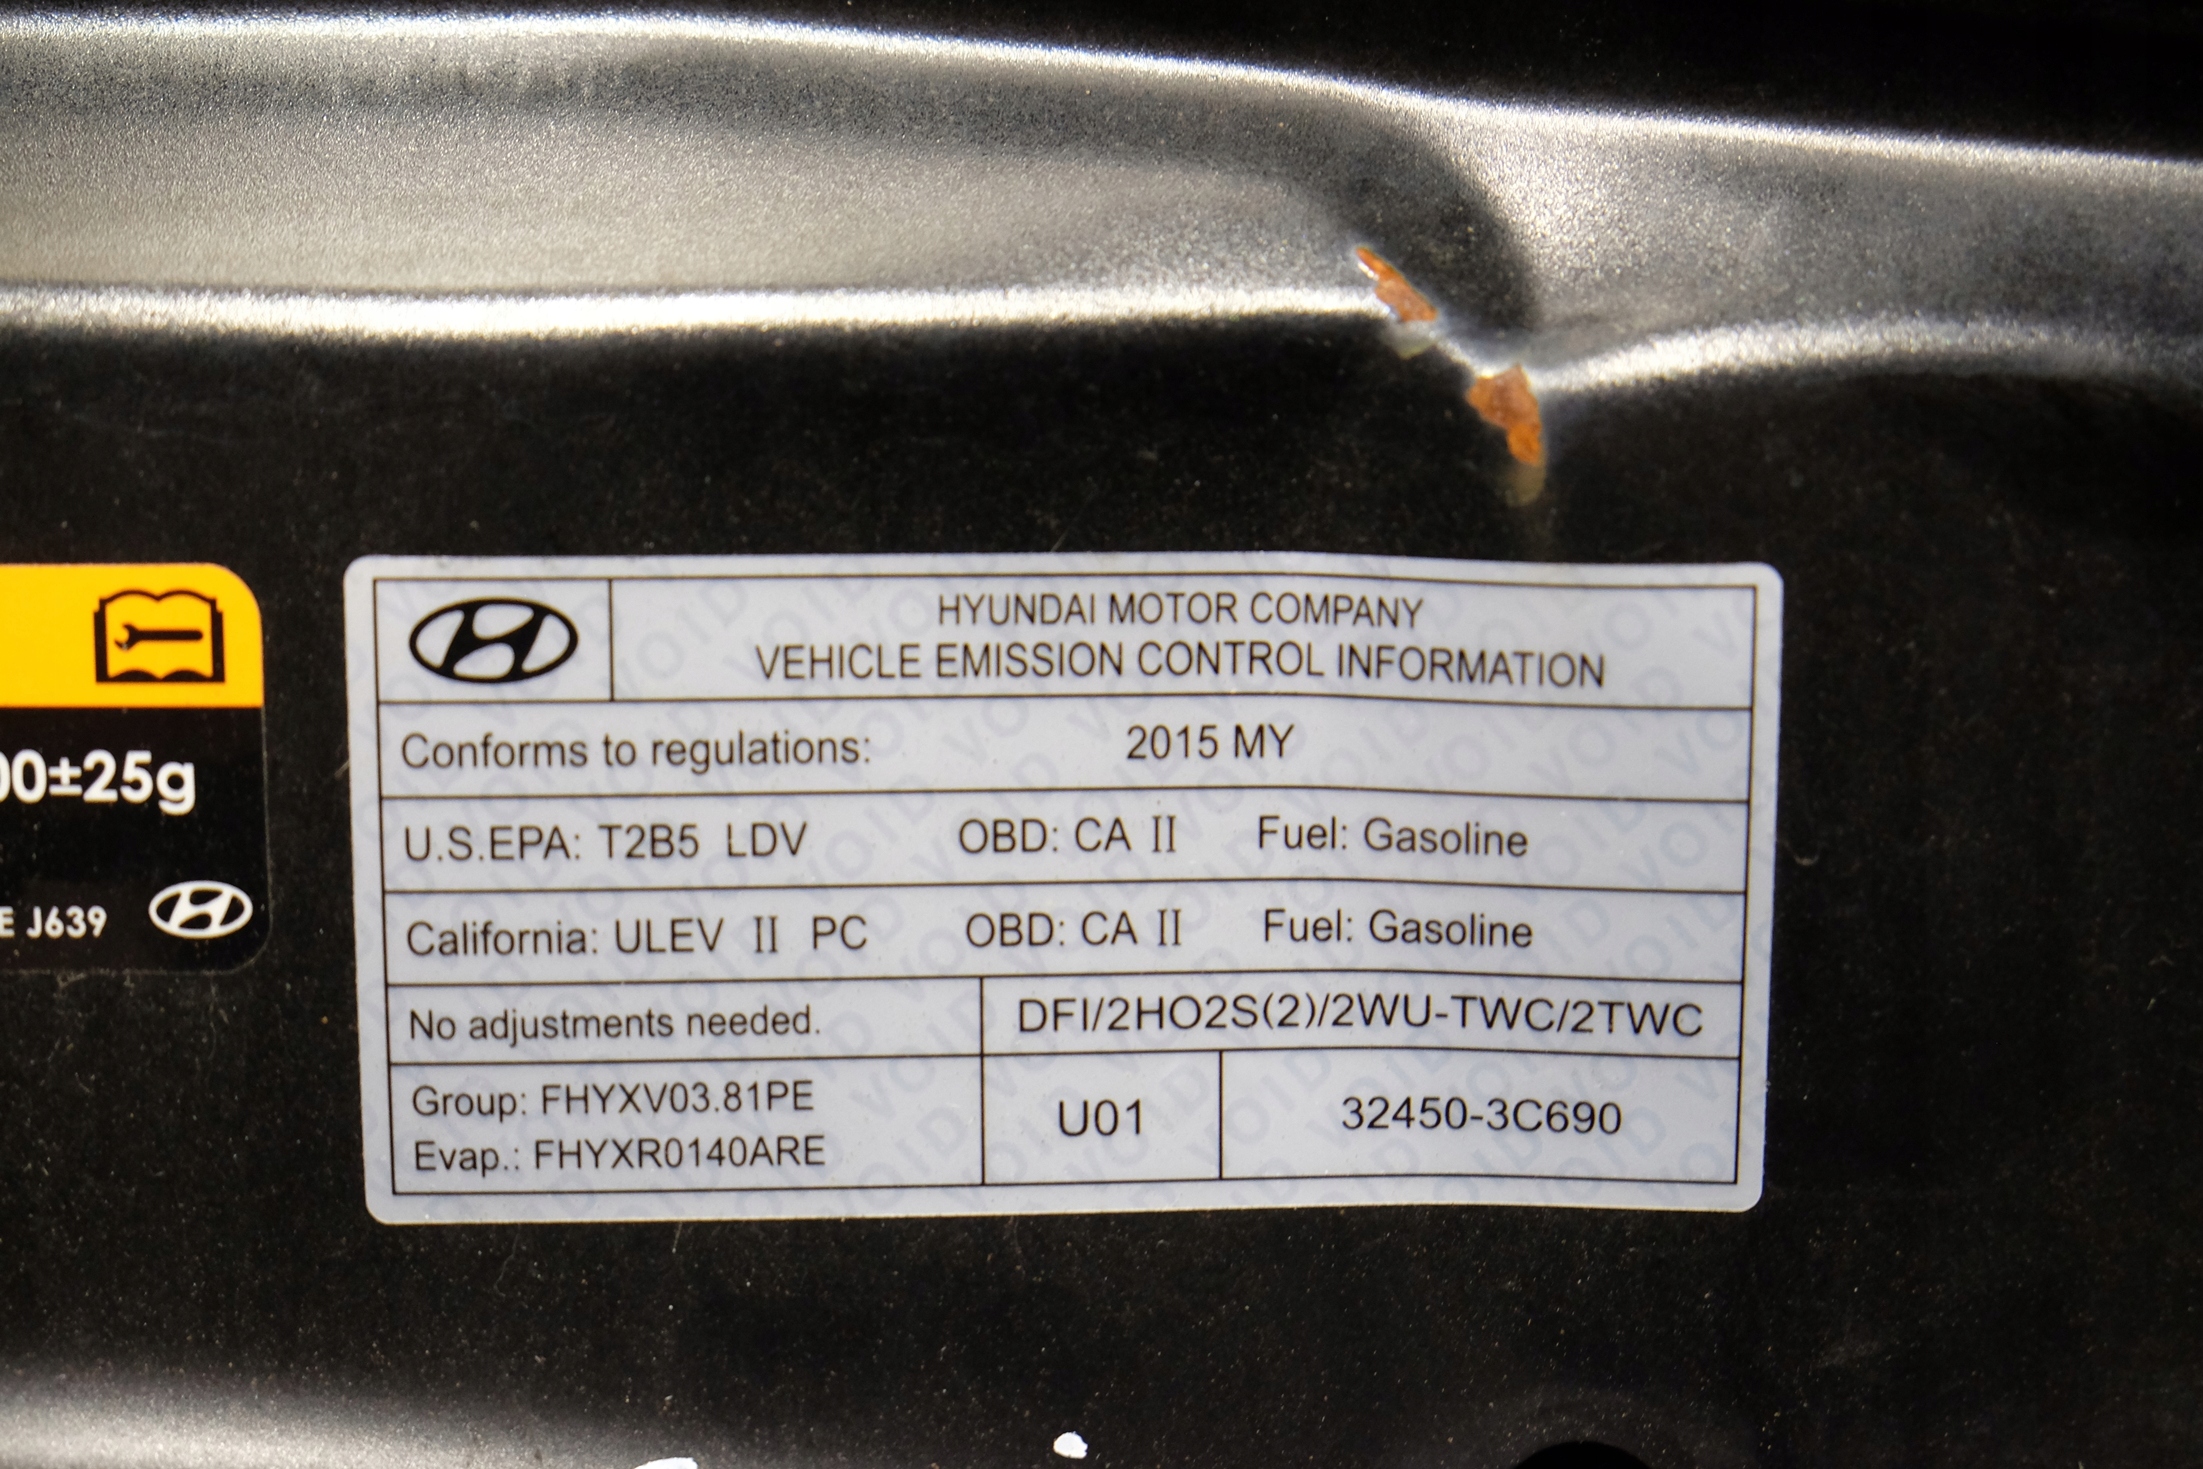 00±25g
E J639
HYUNDAI MOTOR COMPANY
VEHICLE EMISSION CONTROL INFORMATION
Conforms to regulations: 2015 MY
U.S.EPA: T2B5 LDV OBD: CA II Fuel: Gasoline
California: ULEV II PC OBD: CA II Fuel: Gasoline
No adjustments needed. DFI/2HO2S(2)/2WU-TWC/2TWC
Group: FHYXV03.81PE
Evap.: FHYXR0140ARE
U01
32450-3C690